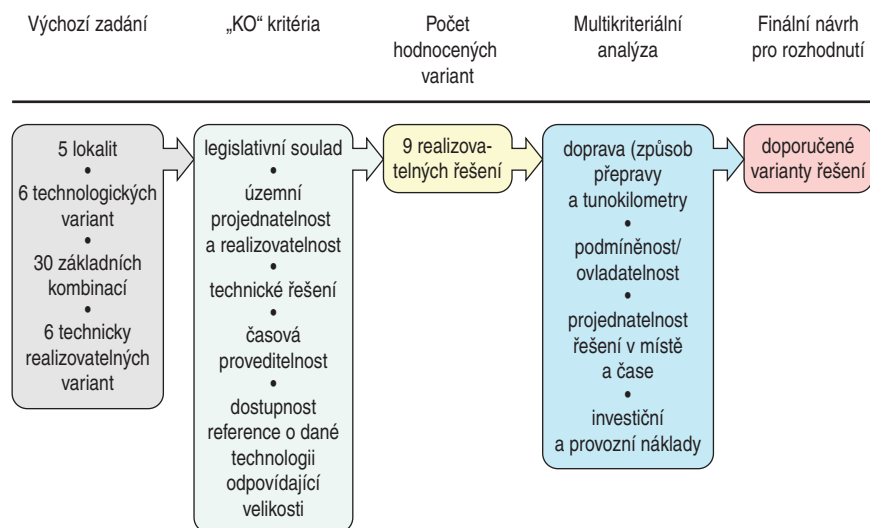 Výchozí zadání
„KO“ kritéria
Počet
hodnocených
variant
Multikriteriální
analýza
Finální návrh
pro rozhodnutí
5 lokalit
•
6 technologických
variant
•
30 základních
kombinací
•
6 technicky
realizovatelných
variant
legislativní soulad
•
územní
projednatelnost
a realizovatelnost
•
technické řešení
•
časová
proveditelnost
•
dostupnost
reference o dané
technologii
odpovídající
velikosti
9 realizova-
telných řešení
doprava (způsob
přepravy
a tunokilometry
•
podmíněnost/
ovladatelnost
•
projednatelnost
řešení v místě
a čase
•
investiční
a provozní náklady
doporučené
varianty řešení